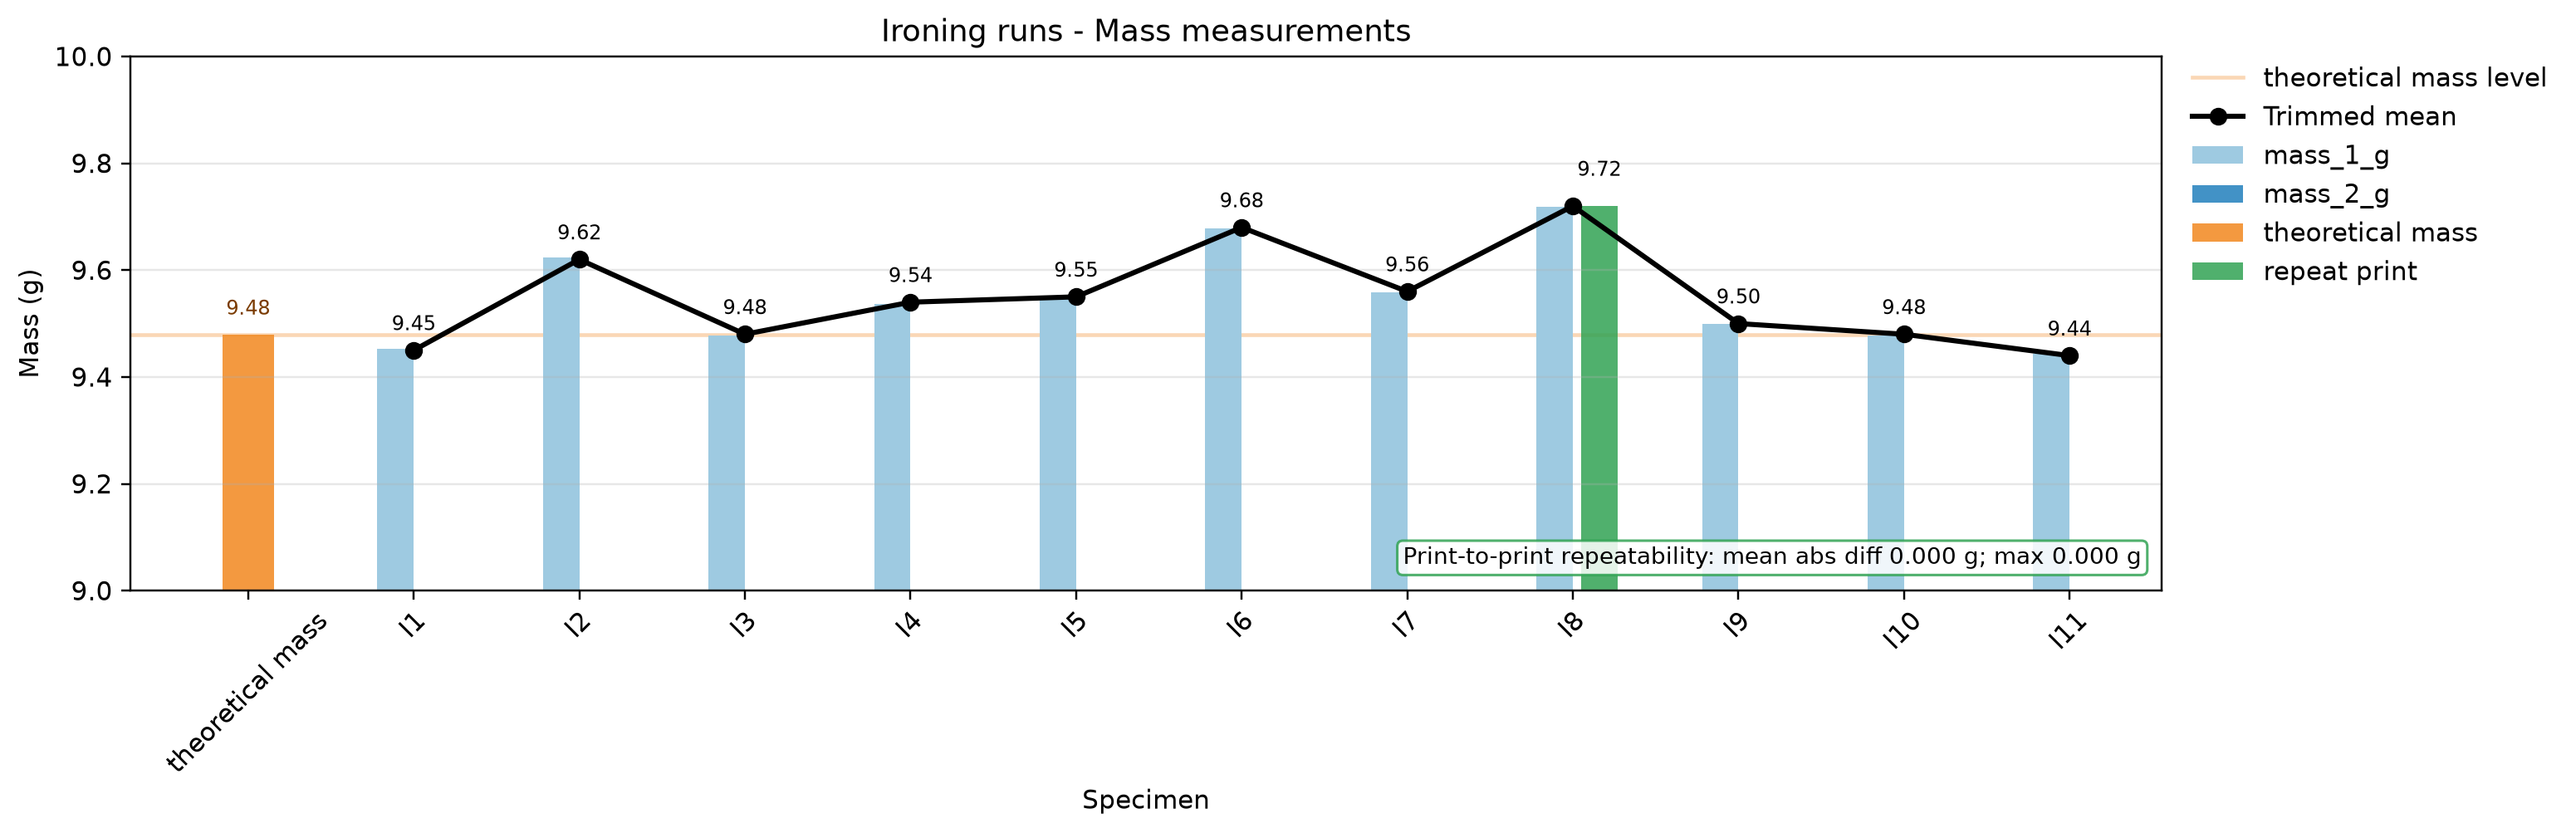 Ironing runs - Mass measurements
Mass (g)
10.0
9.8
9.6
9.4
9.2
9.0
9.48
9.45
9.62
9.48
9.54
9.55
9.68
9.56
9.72
9.50
9.48
9.44
Print-to-print repeatability: mean abs diff 0.000 g; max 0.000 g
theoretical mass
I1
I2
I3
I4
I5
I6
I7
I8
I9
I10
I11
Specimen
theoretical mass level
Trimmed mean
mass_1_g
mass_2_g
theoretical mass
repeat print